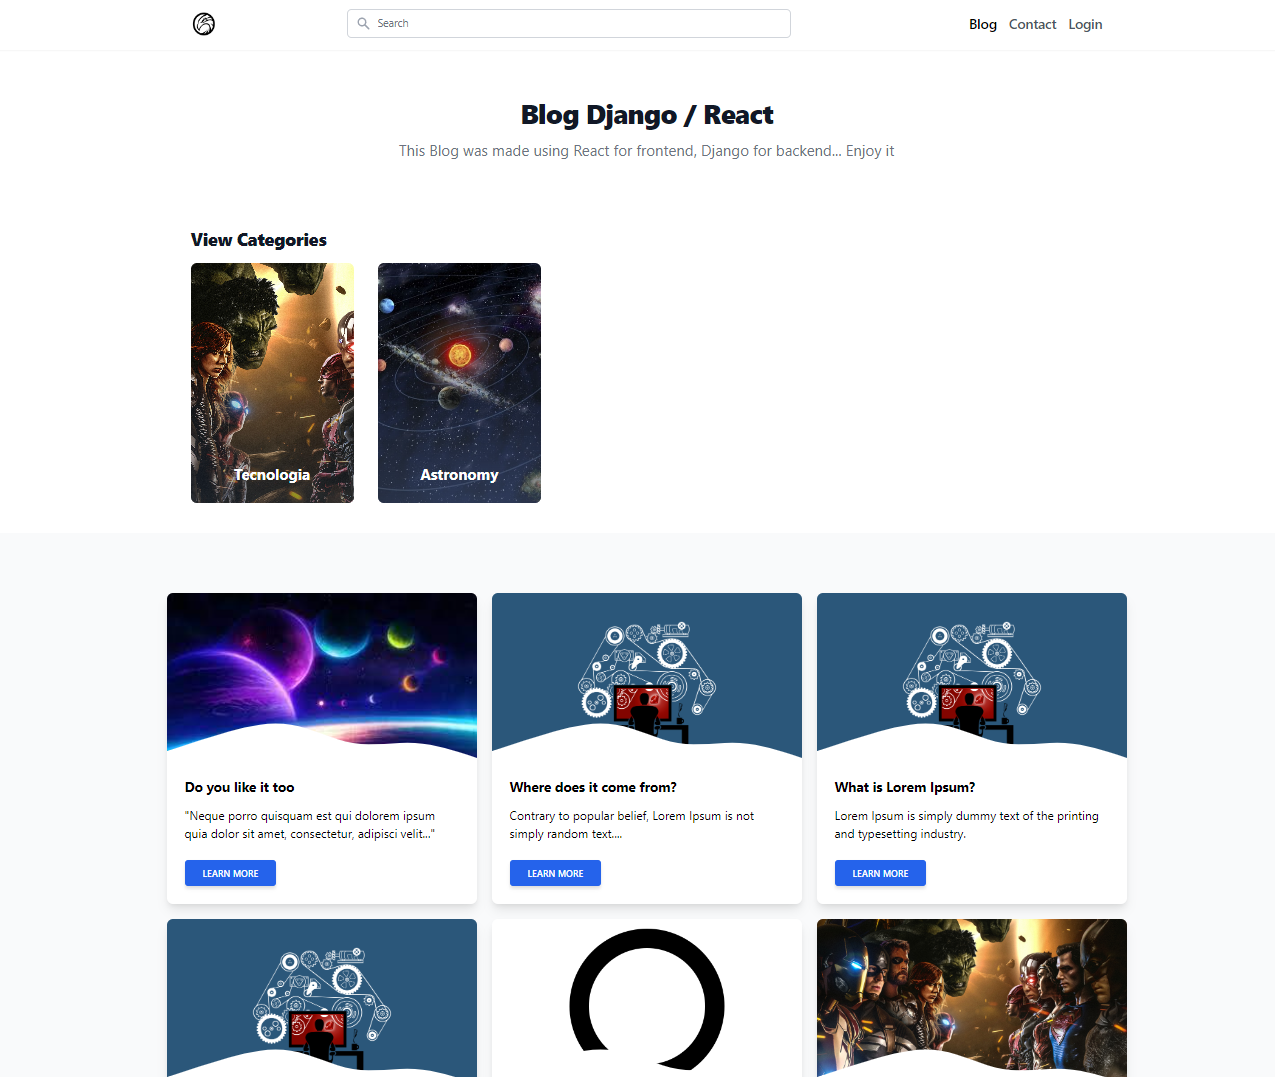 Search
Blog Contact Login
Blog Django / React
This Blog was made using React for frontend, Django for backend... Enjoy it
View Categories
Tecnologia
Astronomy
Do you like it too
"Neque porro quisquam est qui dolorem ipsum
quia dolor sit amet, consectetur, adipisci velit..."
LEARN MORE
Where does it come from?
Contrary to popular belief, Lorem Ipsum is not
simply random text....
LEARN MORE
What is Lorem Ipsum?
Lorem Ipsum is simply dummy text of the printing
and typesetting industry.
LEARN MORE